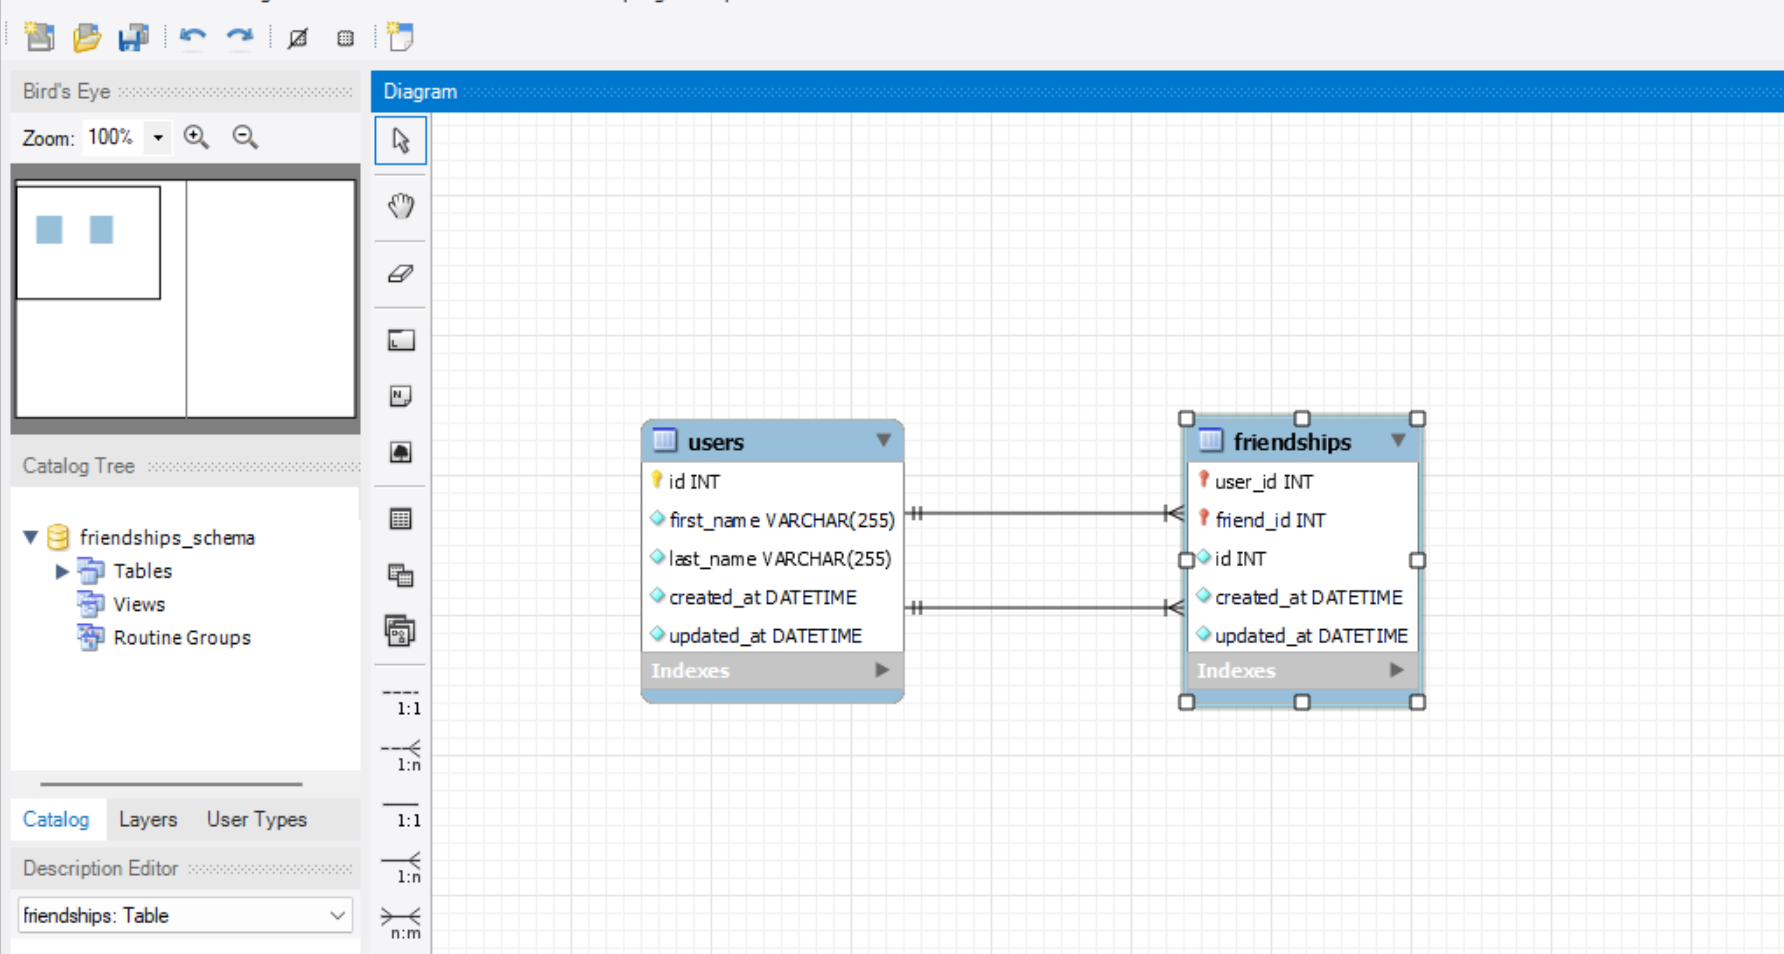 Bird's Eye
Zoom: 100%
Catalog Tree
friendships_schema
Tables
Views
Routine Groups
Catalog Layers User Types
Description Editor
friendships: Table
Diagram
L
N
1:1
1:n
1:1
1:n
n:m
users
id INT
first_name VARCHAR(255)
last_name VARCHAR(255)
created_at DATETIME
updated_at DATETIME
Indexes
friendships
user_id INT
friend_id INT
id INT
created_at DATETIME
updated_at DATETIME
Indexes